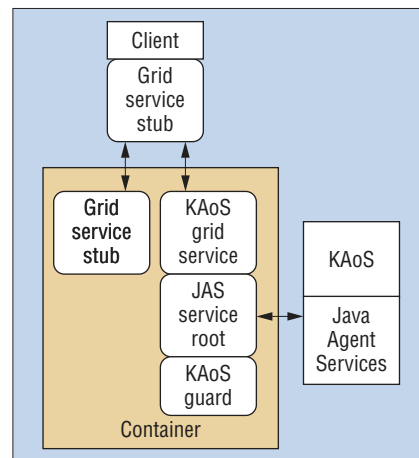 Client
Grid
service
stub
Grid
service
stub
KAoS
grid
service
JAS
service
root
KAoS
guard
Container
KAoS
Java
Agent
Services